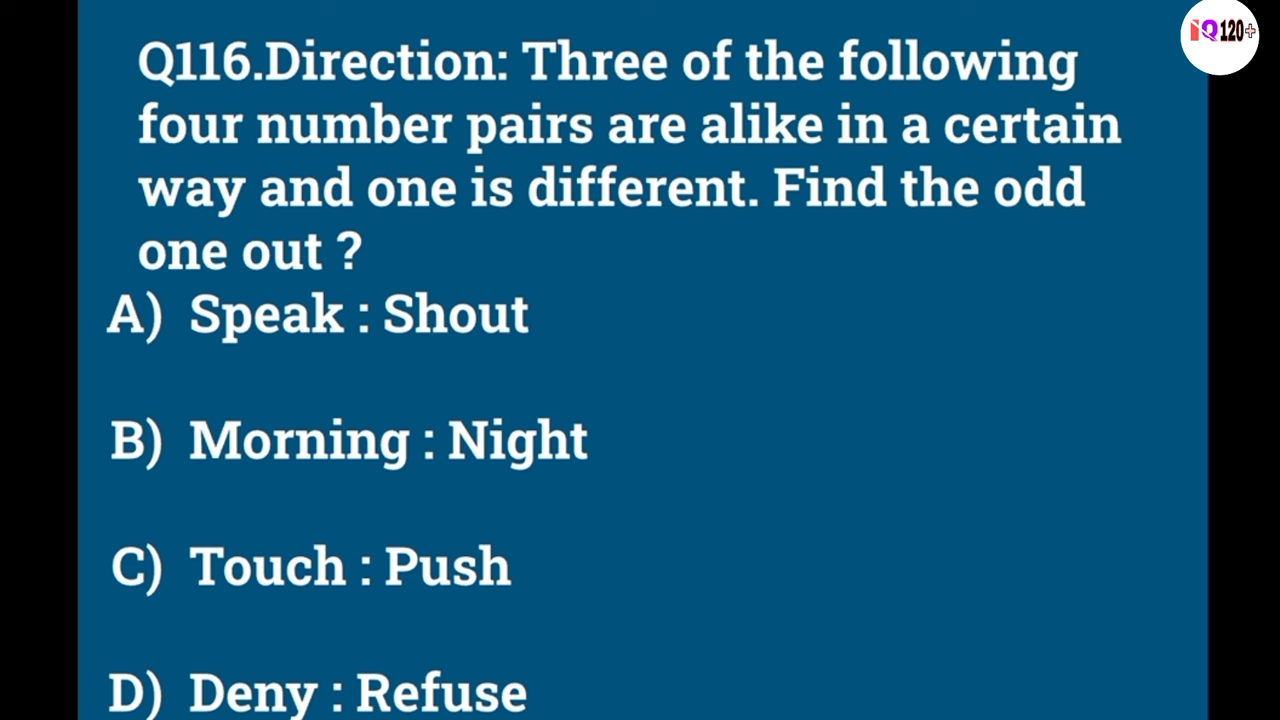 IQ120+
Q116.Direction: Three of the following
four number pairs are alike in a certain
way and one is different. Find the odd
one out ?
A) Speak : Shout
B) Morning : Night
C) Touch : Push
D) Deny : Refuse